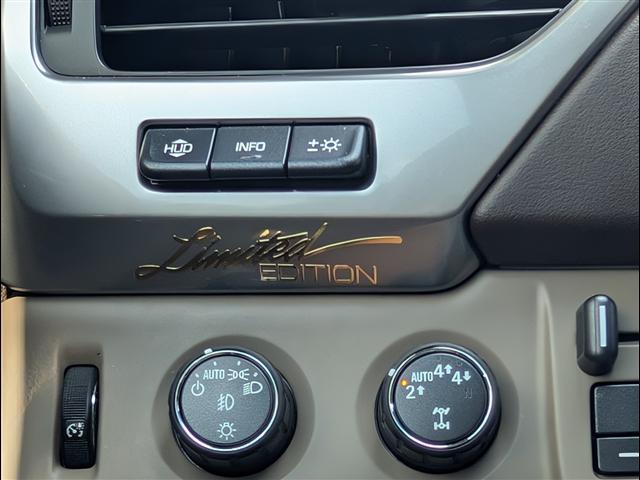 HUD INFO ±
Limited
EDITION
AUTO
AUTO 4↑
2↑ 4↓
N